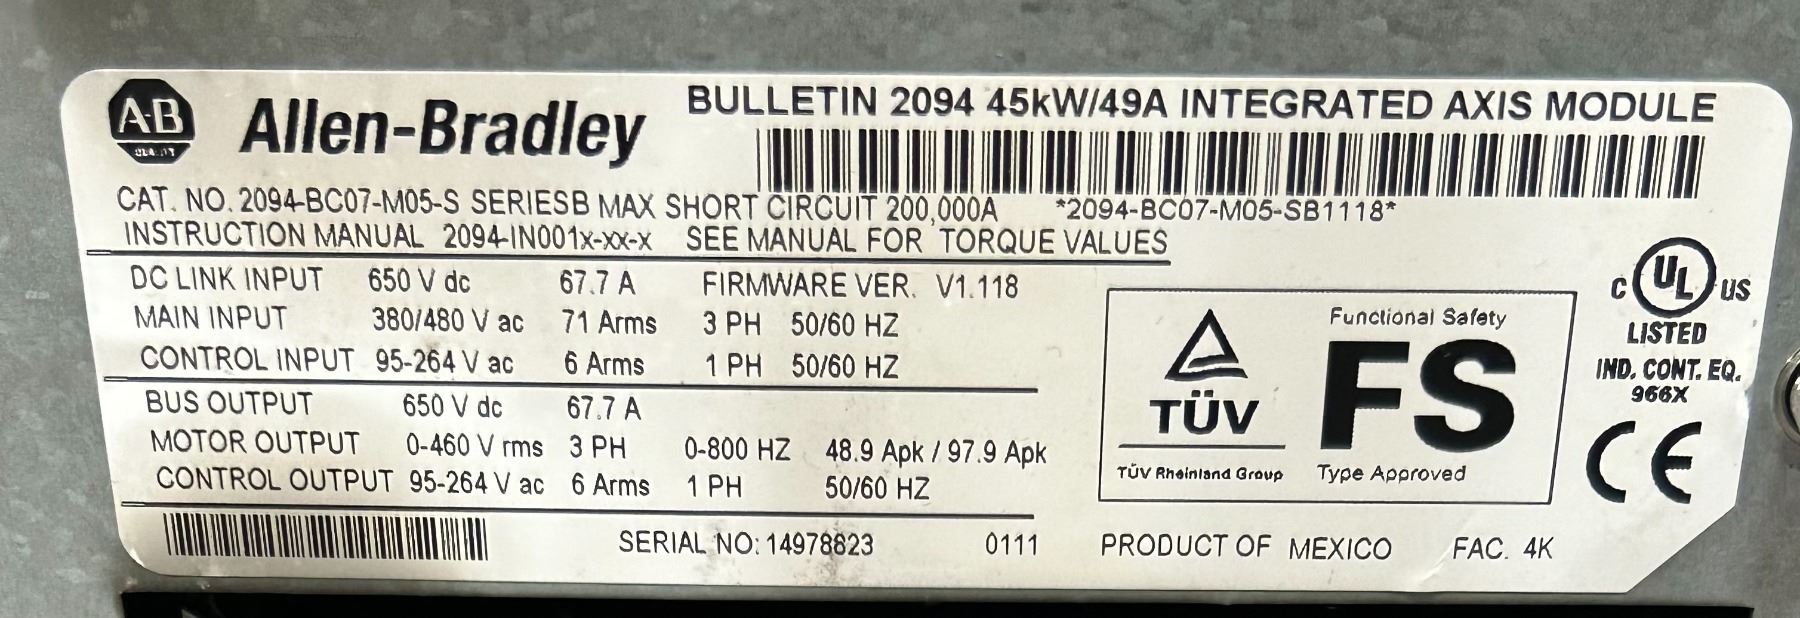 A-B Allen-Bradley
BULLETIN 2094 45kW/49A INTEGRATED AXIS MODULE
CAT. NO. 2094-BC07-M05-S SERIESB MAX SHORT CIRCUIT 200,000A *2094-BC07-M05-SB1118*
INSTRUCTION MANUAL 2094-IN001x-xx-x SEE MANUAL FOR TORQUE VALUES
DC LINK INPUT 650 V dc 67.7 A FIRMWARE VER. V1.118
MAIN INPUT 380/480 V ac 71 Arms 3 PH 50/60 HZ
CONTROL INPUT 95-264 V ac 6 Arms 1 PH 50/60 HZ
BUS OUTPUT 650 V dc 67.7 A
MOTOR OUTPUT 0-460 V rms 3 PH 0-800 HZ 48.9 Apk / 97.9 Apk
CONTROL OUTPUT 95-264 V ac 6 Arms 1 PH 50/60 HZ
TÜV
TÜV Rheinland Group
Functional Safety
FS
Type Approved
C UL US
LISTED
IND. CONT. EQ.
966X
CE
SERIAL NO: 14978623 0111 PRODUCT OF MEXICO FAC. 4K